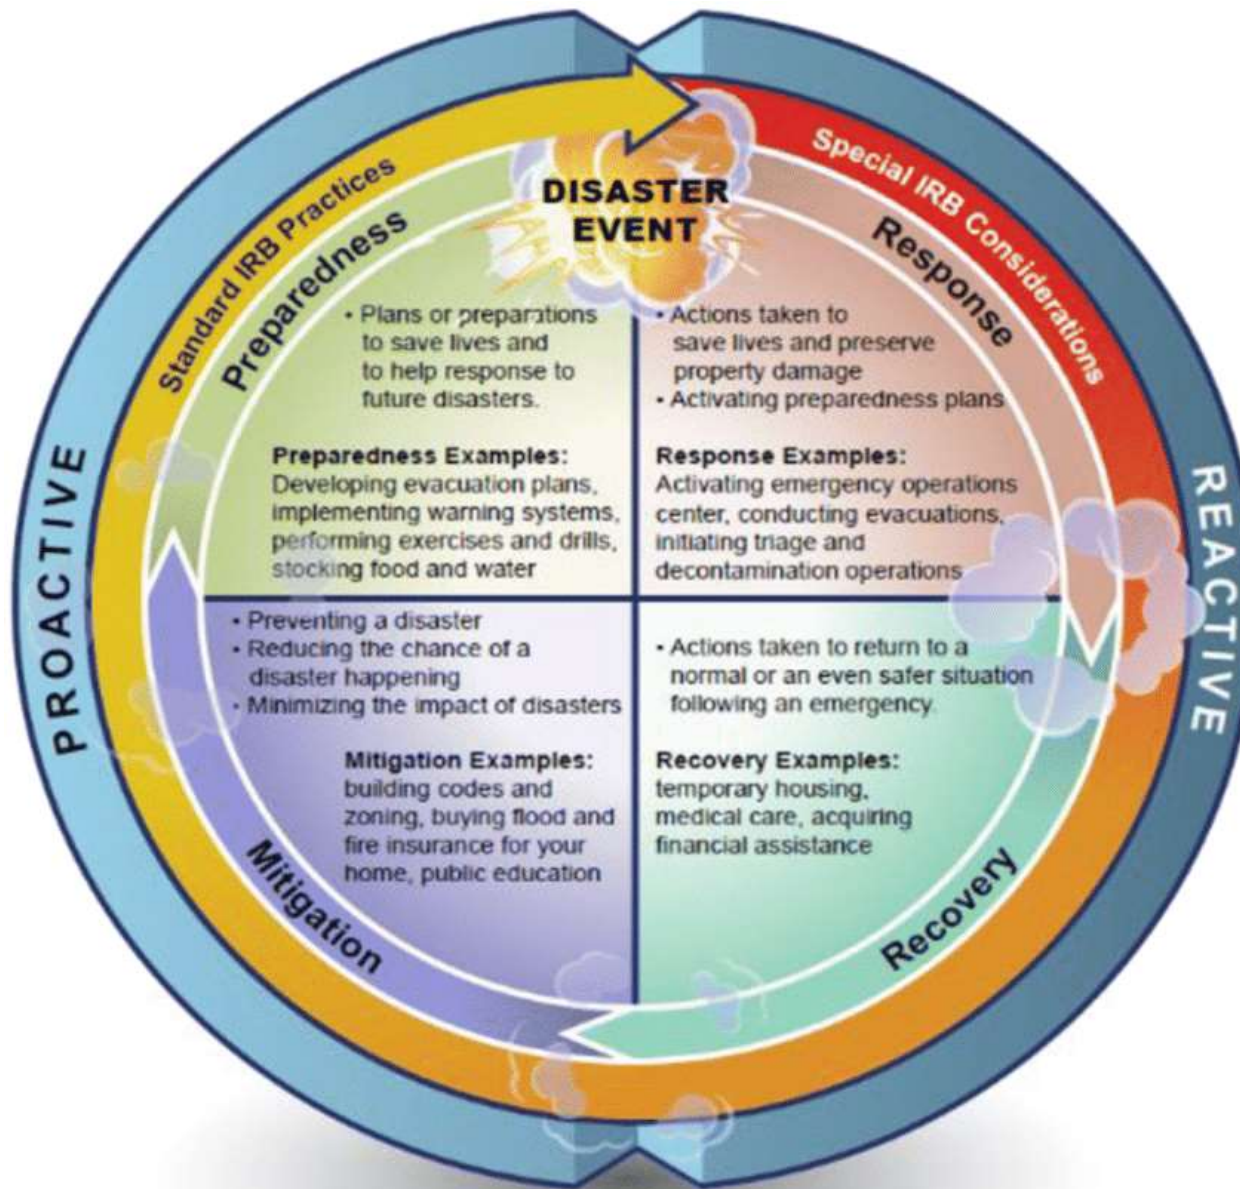 PROACTIVE
REACTIVE
Standard IRB Practices
Special IRB Considerations
DISASTER
EVENT
Preparedness
• Plans or preparations
to save lives and
to help response to
future disasters.
Preparedness Examples:
Developing evacuation plans,
implementing warning systems,
performing exercises and drills,
stocking food and water
Response
• Actions taken to
save lives and preserve
property damage
• Activating preparedness plans
Response Examples:
Activating emergency operations
center, conducting evacuations,
initiating triage and
decontamination operations
Mitigation
• Preventing a disaster
• Reducing the chance of a
disaster happening
• Minimizing the impact of disasters
Mitigation Examples:
building codes and
zoning, buying flood and
fire insurance for your
home, public education
Recovery
• Actions taken to return to a
normal or an even safer situation
following an emergency.
Recovery Examples:
temporary housing,
medical care, acquiring
financial assistance